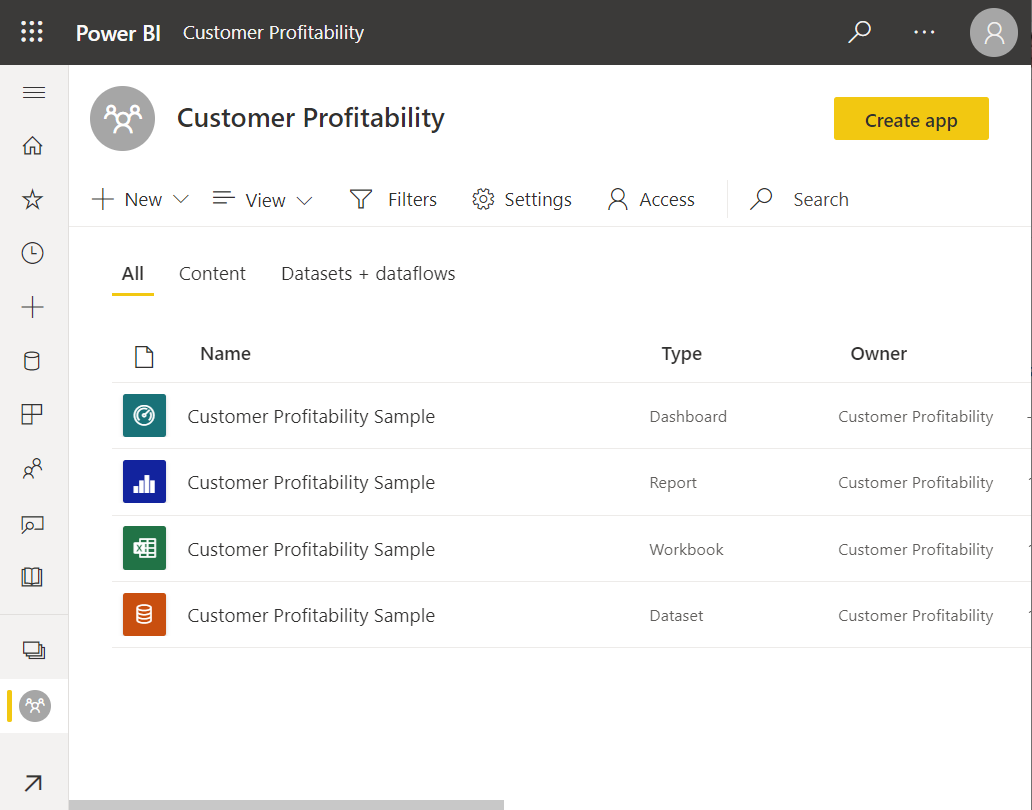 Power BI Customer Profitability
Customer Profitability
Create app
New View Filters Settings Access Search
All Content Datasets + dataflows
Name Type Owner
Customer Profitability Sample Dashboard Customer Profitability
Customer Profitability Sample Report Customer Profitability
Customer Profitability Sample Workbook Customer Profitability
Customer Profitability Sample Dataset Customer Profitability